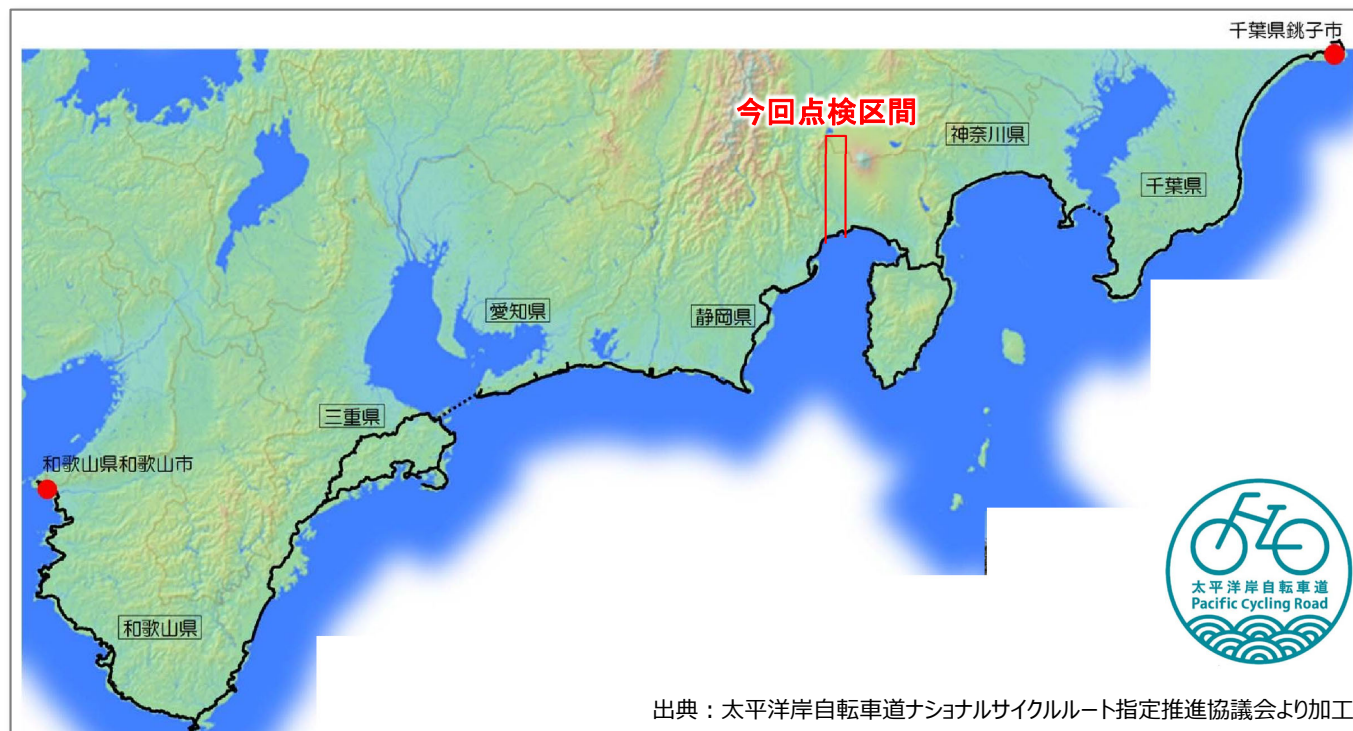 千葉県銚子市
今回点検区間
神奈川県
千葉県
愛知県
静岡県
三重県
和歌山県和歌山市
和歌山県
太平洋岸自転車道
Pacific Cycling Road
出典：太平洋岸自転車道ナショナルサイクルルート指定推進協議会より加工